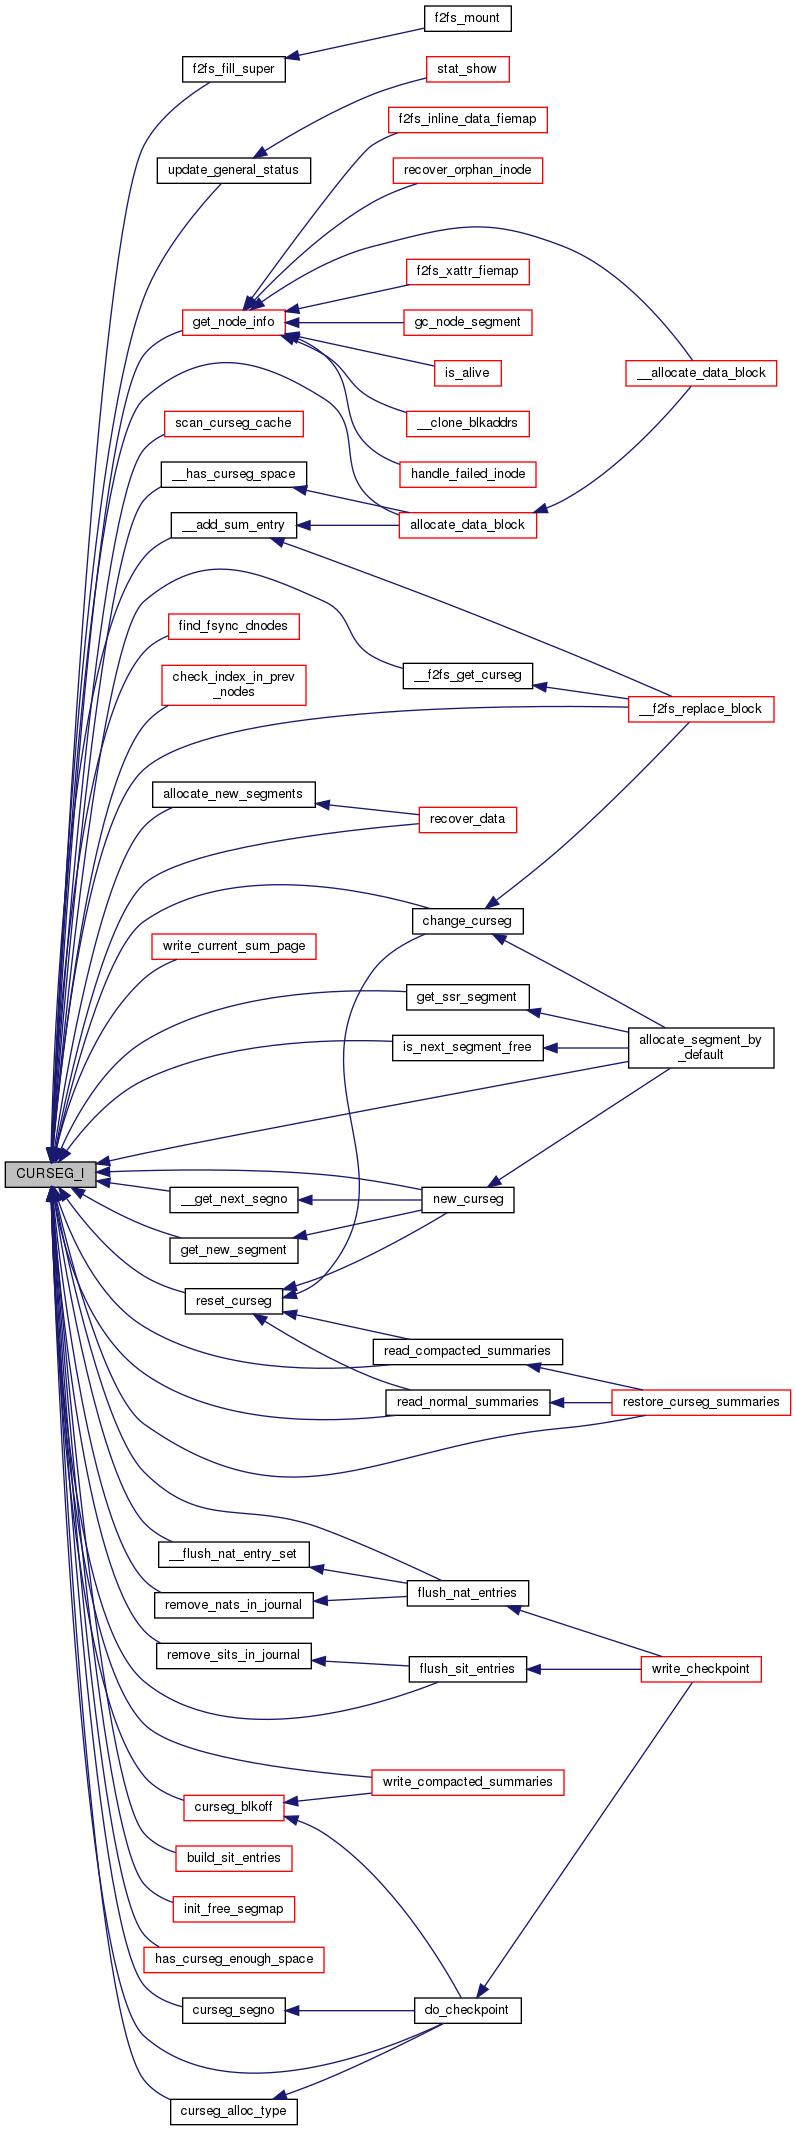 f2fs_mount
f2fs_fill_super
stat_show
f2fs_inline_data_fiemap
update_general_status
recover_orphan_inode
f2fs_xattr_fiemap
get_node_info
gc_node_segment
is_alive
__allocate_data_block
scan_curseg_cache
__clone_blkaddrs
__has_curseg_space
handle_failed_inode
__add_sum_entry
allocate_data_block
find_fsync_dnodes
__f2fs_get_curseg
check_index_in_prev
_nodes
__f2fs_replace_block
allocate_new_segments
recover_data
change_curseg
write_current_sum_page
get_ssr_segment
is_next_segment_free
allocate_segment_by
_default
CURSEG_I
__get_next_segno
new_curseg
get_new_segment
reset_curseg
read_compacted_summaries
read_normal_summaries
restore_curseg_summaries
__flush_nat_entry_set
flush_nat_entries
remove_nats_in_journal
remove_sits_in_journal
flush_sit_entries
write_checkpoint
write_compacted_summaries
curseg_blkoff
build_sit_entries
init_free_segmap
has_curseg_enough_space
curseg_segno
do_checkpoint
curseg_alloc_type